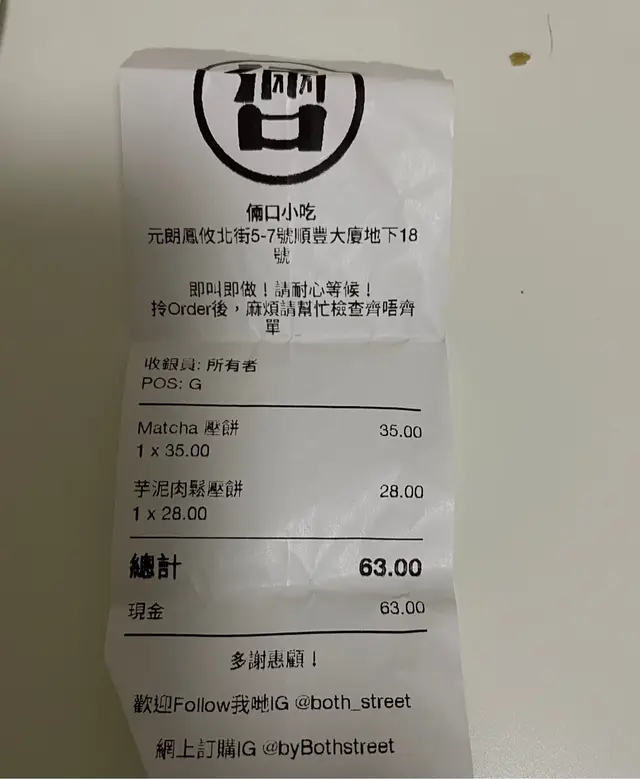 倆口
倆口小吃
元朗鳳攸北街5-7號順豐大廈地下18
號
即叫即做！請耐心等候！
拎Order後，麻煩請幫忙檢查齊唔齊
單
收銀員: 所有者
POS: G
Matcha 壓餅 35.00
1 x 35.00
芋泥肉鬆壓餅 28.00
1 x 28.00
總計 63.00
現金 63.00
多謝惠顧！
歡迎Follow我哋IG @both_street
網上訂購IG @byBothstreet